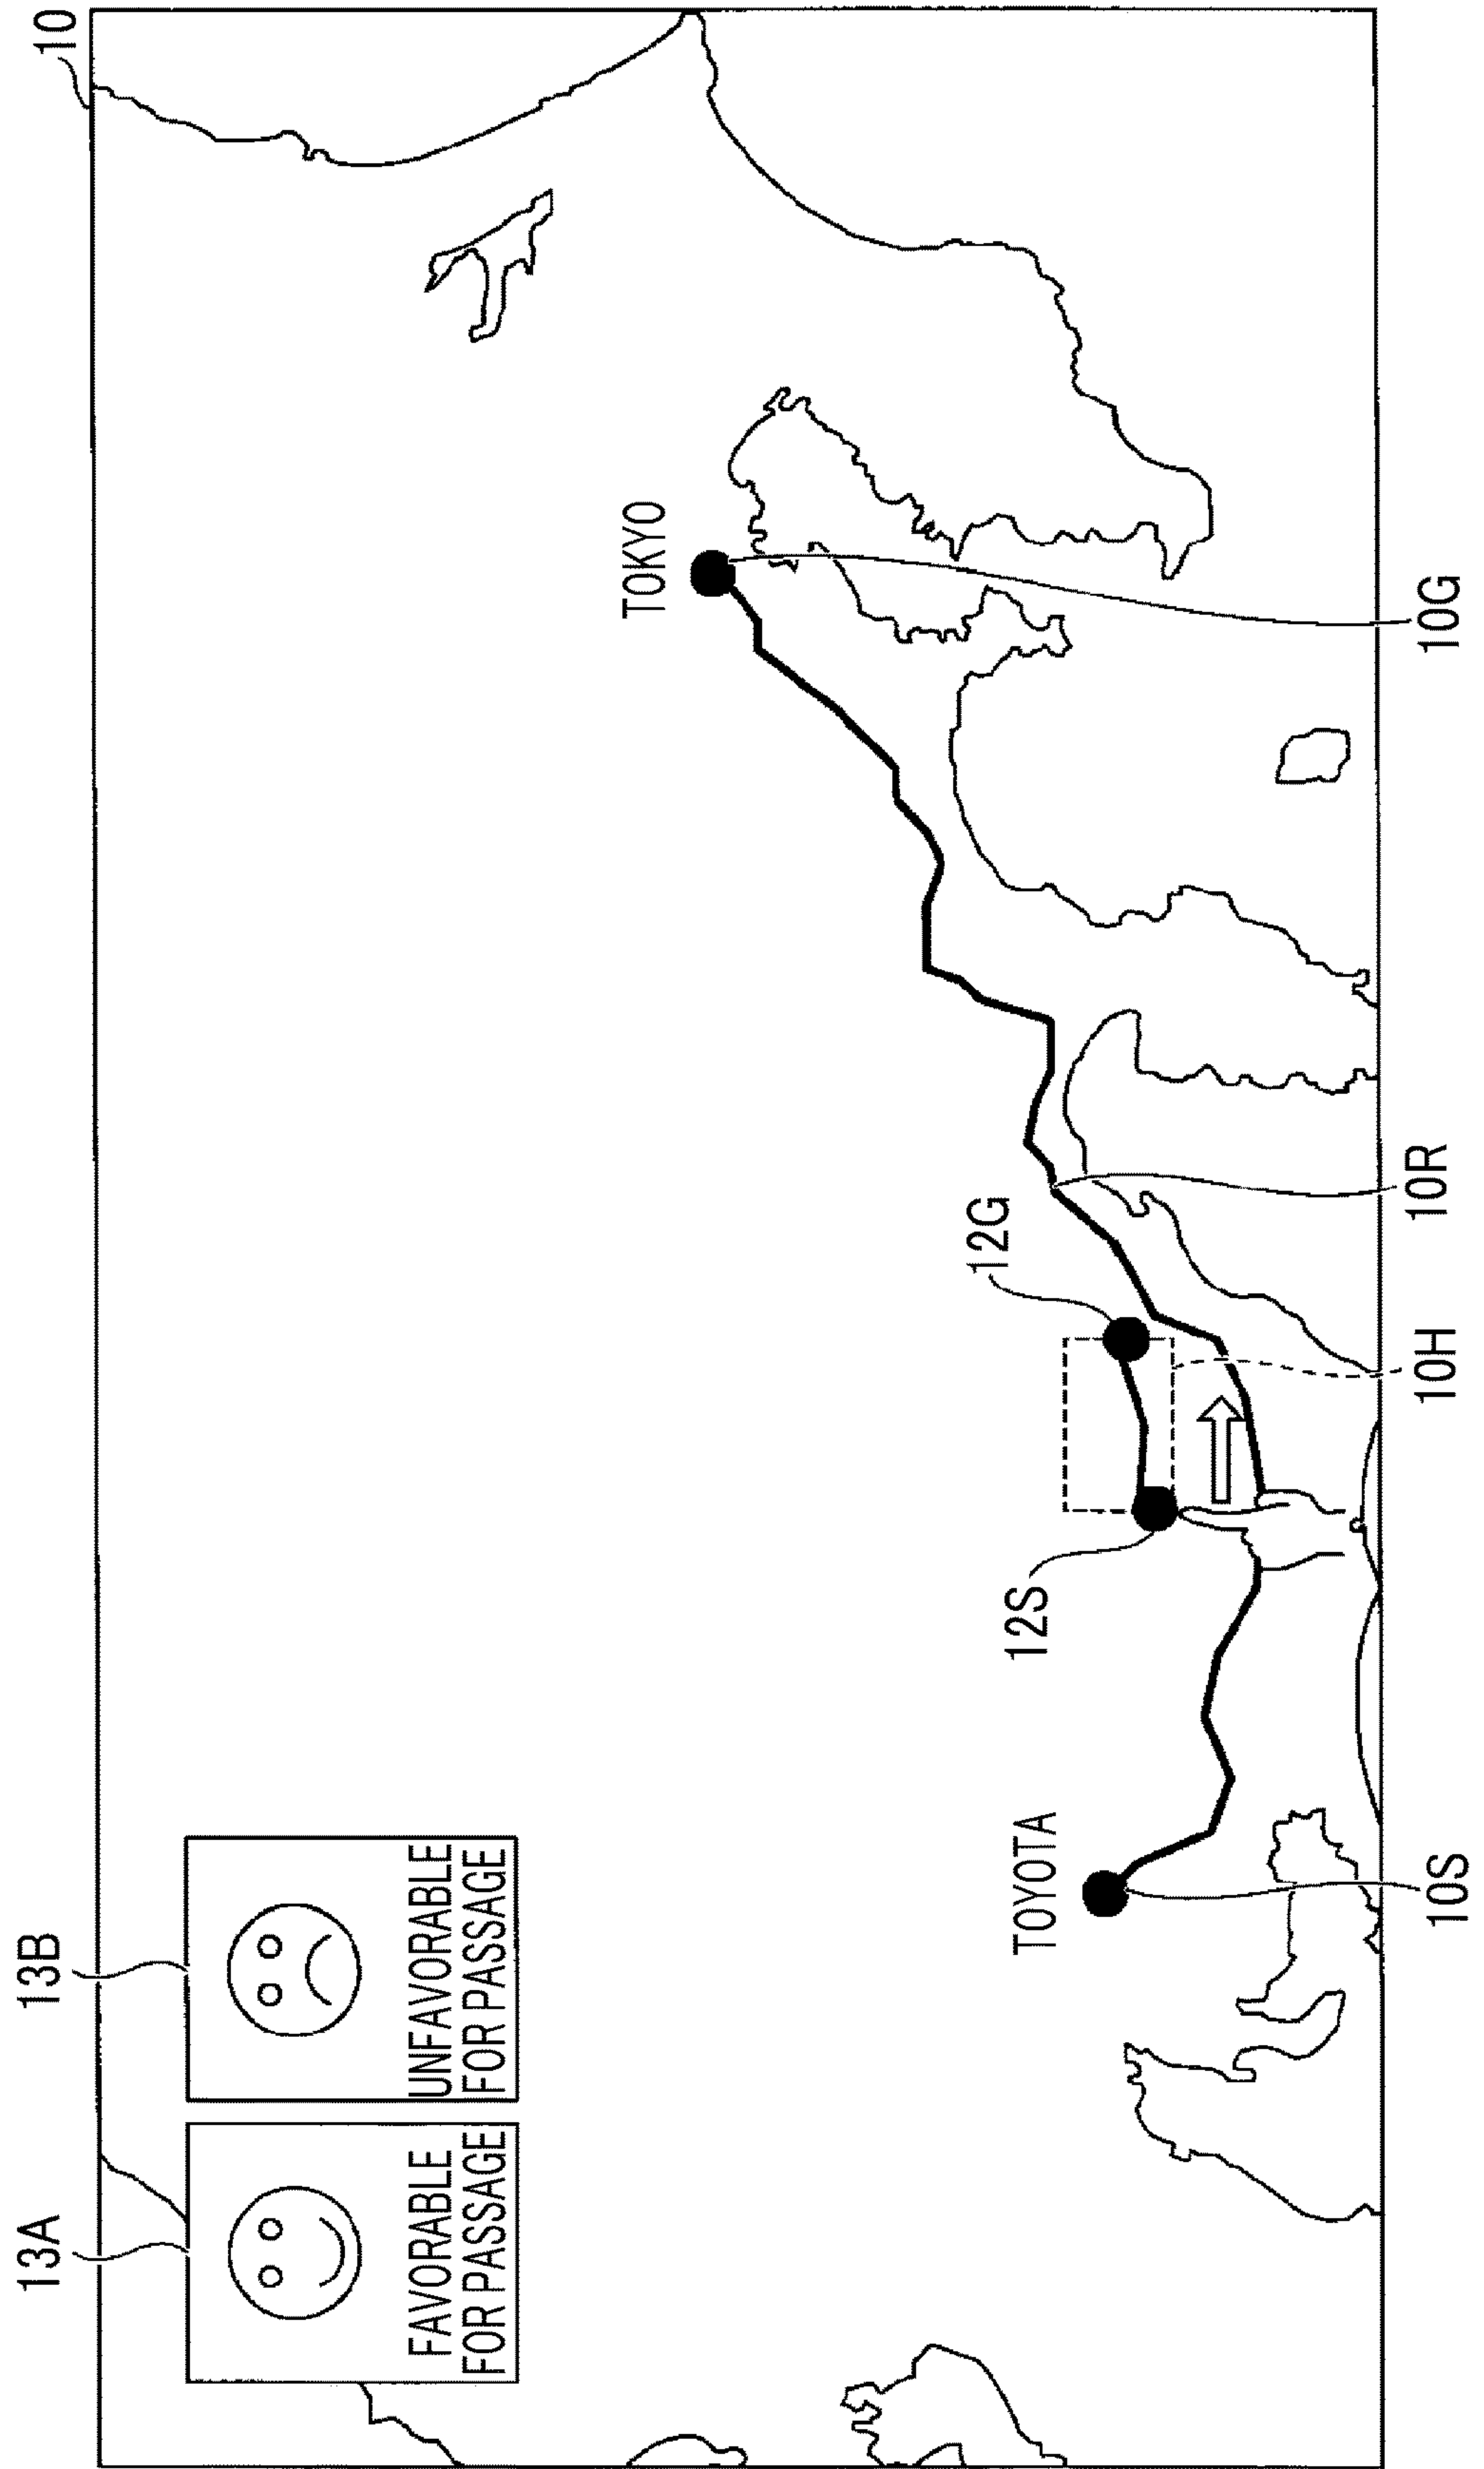 10
13A
13B
FAVORABLE
FOR PASSAGE
UNFAVORABLE
FOR PASSAGE
TOKYO
12G
12S
TOYOTA
10S
10H
10R
10G